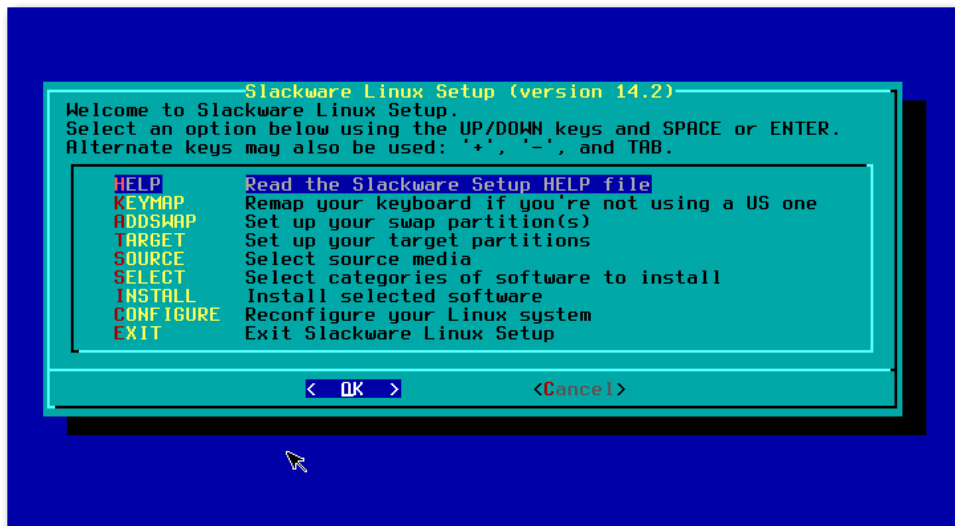 Slackware Linux Setup (version 14.2)
Welcome to Slackware Linux Setup.
Select an option below using the UP/DOWN keys and SPACE or ENTER.
Alternate keys may also be used: '+', '-', and TAB.
HELP Read the Slackware Setup HELP file
KEYMAP Remap your keyboard if you're not using a US one
ADDSWAP Set up your swap partition(s)
TARGET Set up your target partitions
SOURCE Select source media
SELECT Select categories of software to install
INSTALL Install selected software
CONFIGURE Reconfigure your Linux system
EXIT Exit Slackware Linux Setup
< OK > <Cancel>